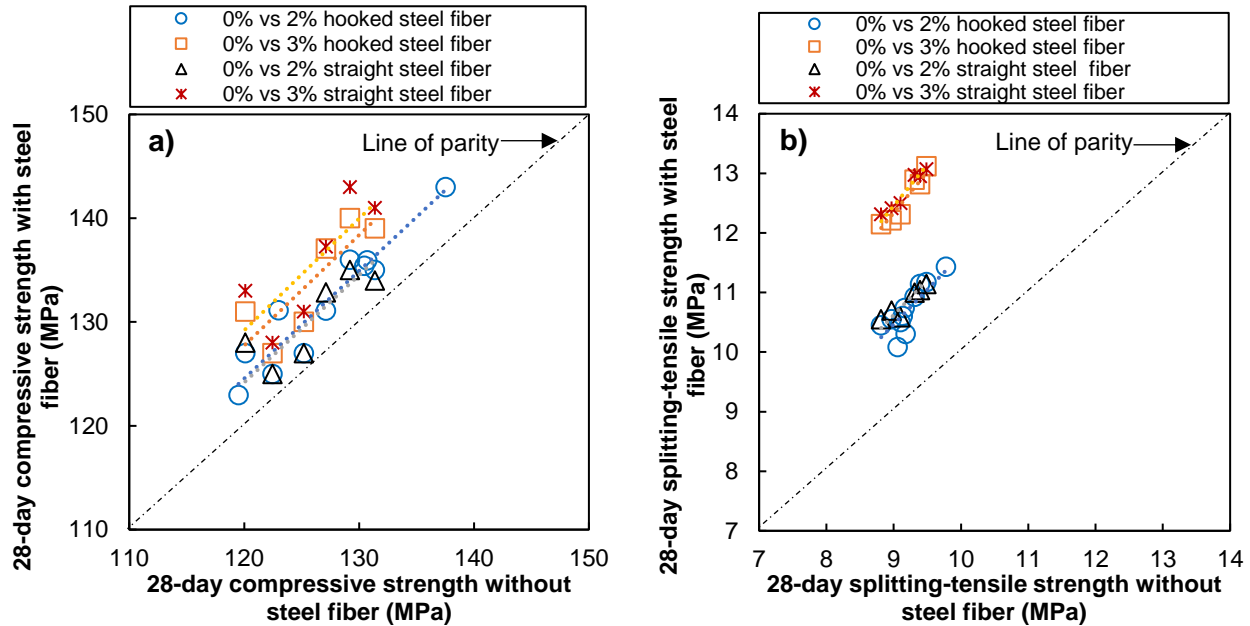 0% vs 2% hooked steel fiber
0% vs 3% hooked steel fiber
0% vs 2% straight steel fiber
0% vs 3% straight steel fiber
a)
Line of parity
150
140
130
120
110
110 120 130 140 150
28-day compressive strength with steel
fiber (MPa)
28-day compressive strength without
steel fiber (MPa)
0% vs 2% hooked steel fiber
0% vs 3% hooked steel fiber
0% vs 2% straight steel fiber
0% vs 3% straight steel fiber
b)
Line of parity
14
13
12
11
10
9
8
7
7 8 9 10 11 12 13 14
28-day splitting-tensile strength with steel
fiber (MPa)
28-day splitting-tensile strength without
steel fiber (MPa)